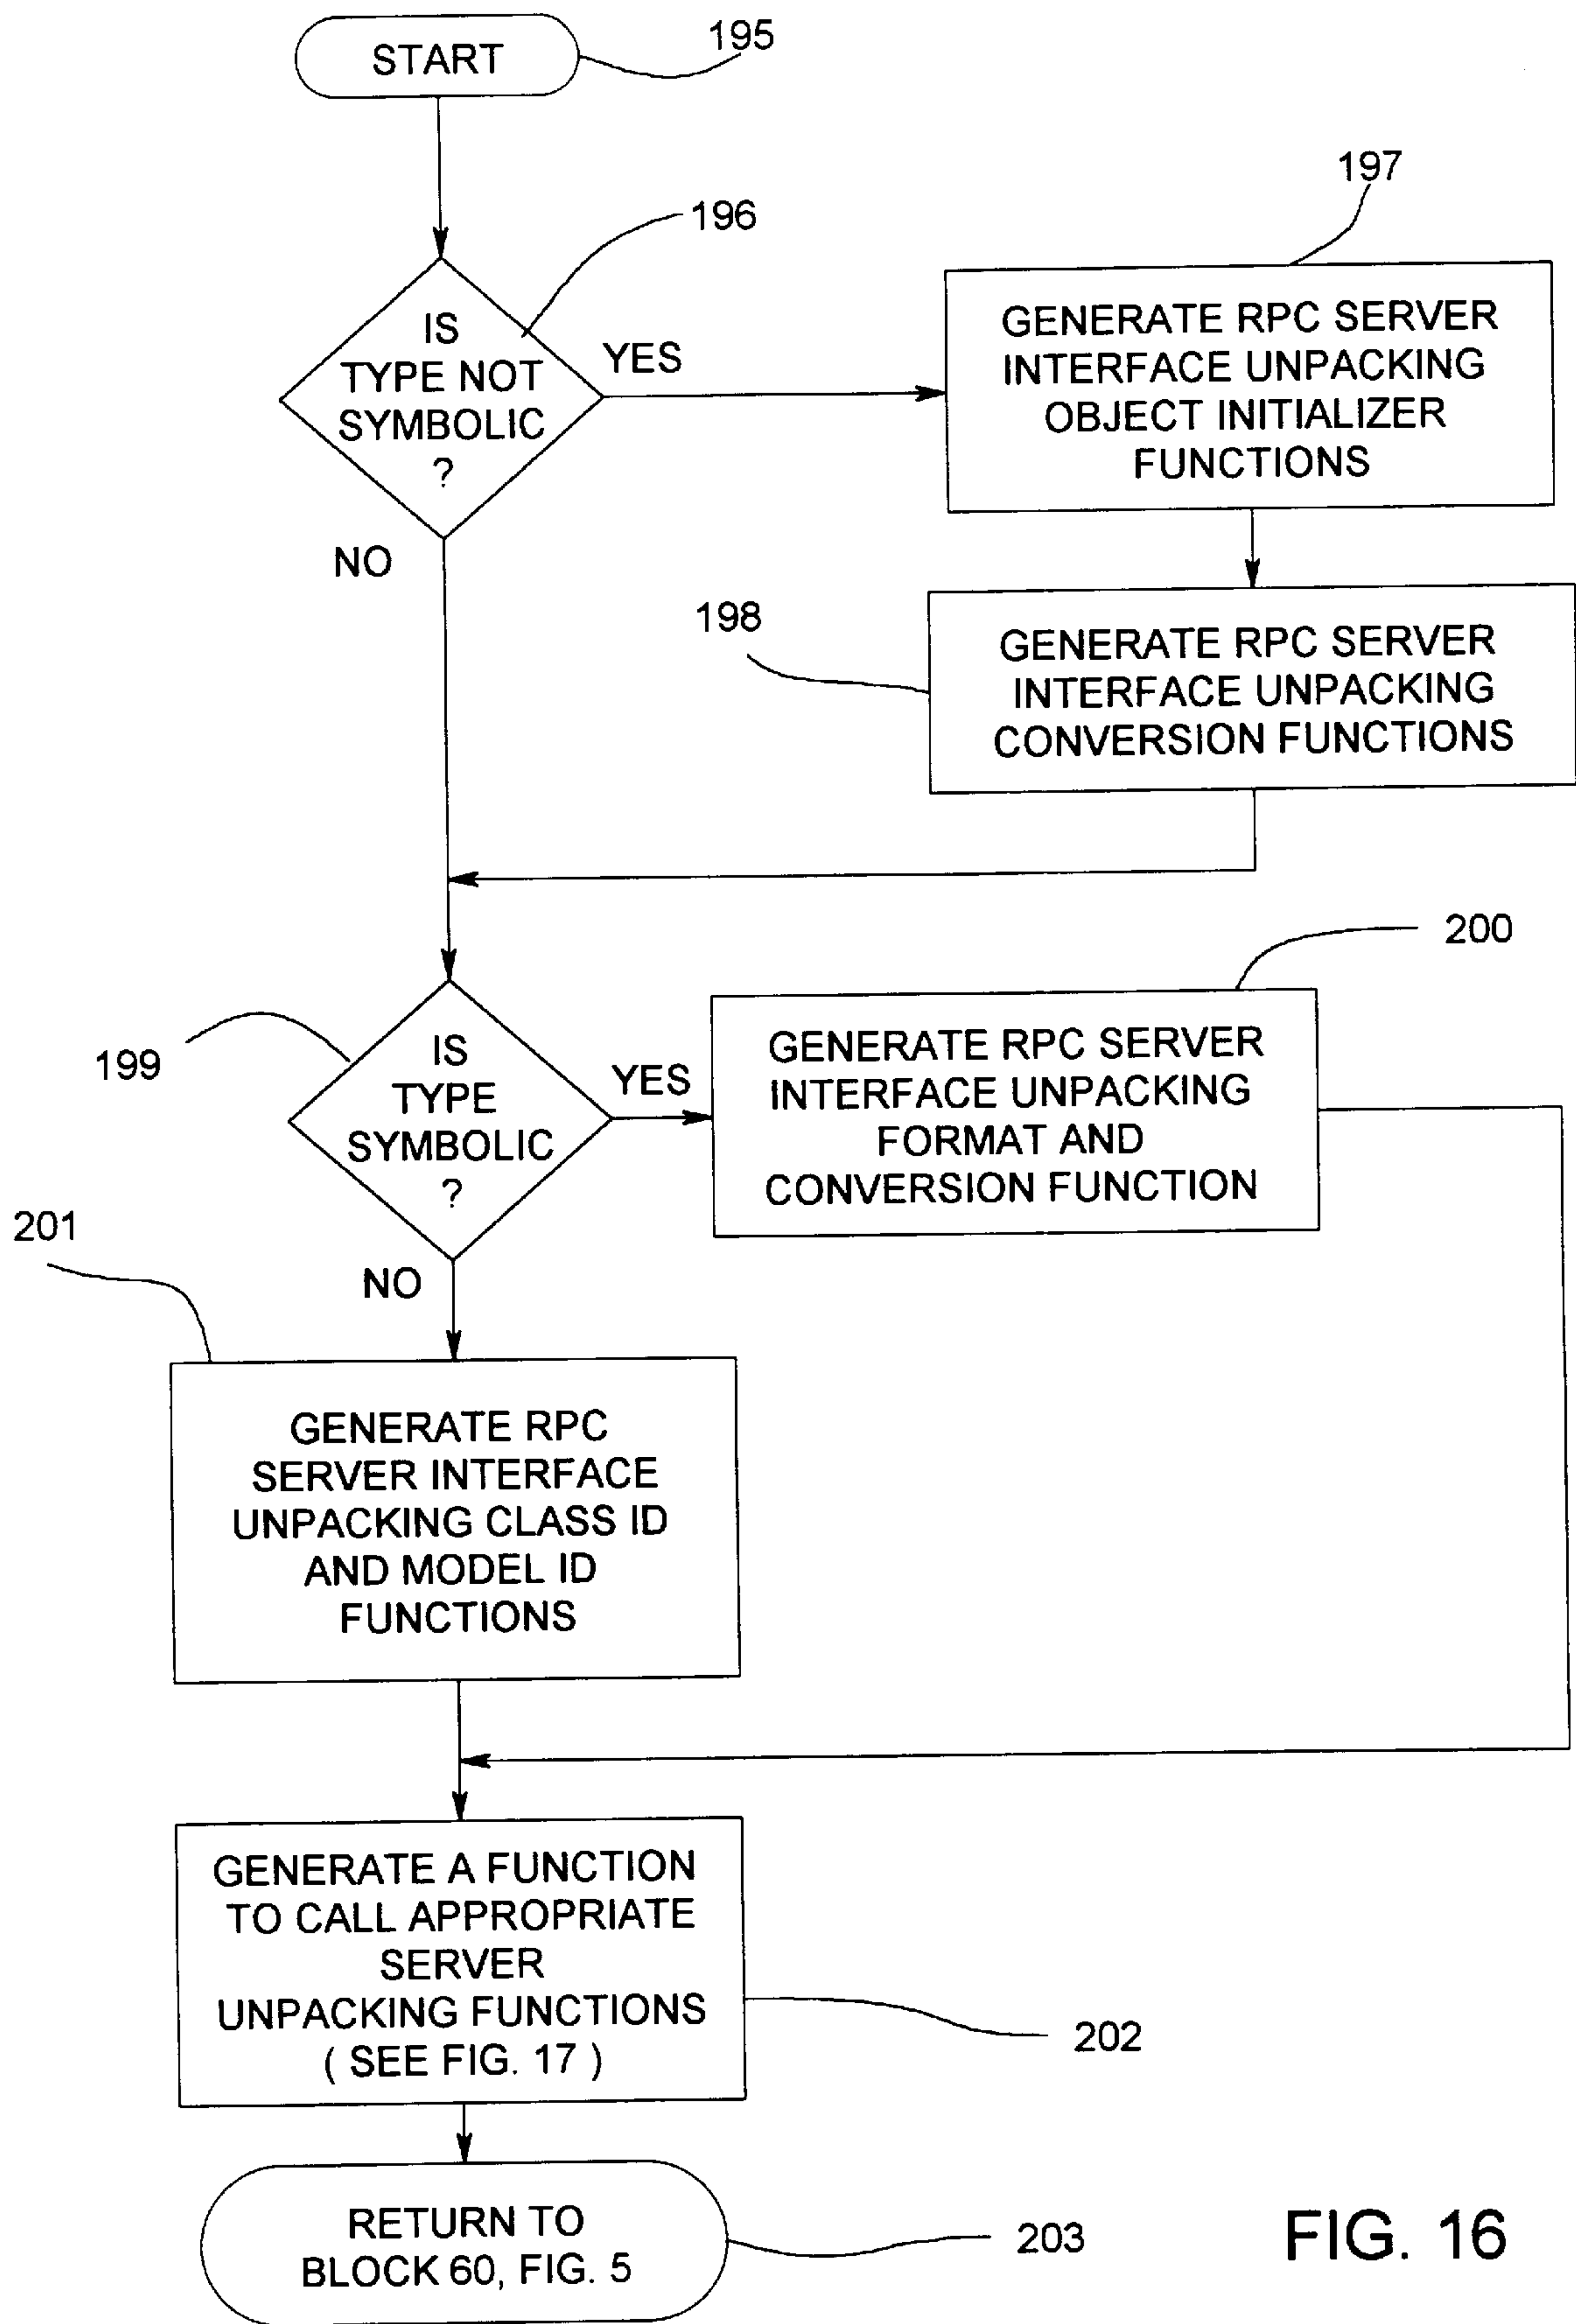 START
195
196
197
IS
TYPE NOT
SYMBOLIC
?
YES
NO
GENERATE RPC SERVER
INTERFACE UNPACKING
OBJECT INITIALIZER
FUNCTIONS
198
GENERATE RPC SERVER
INTERFACE UNPACKING
CONVERSION FUNCTIONS
199
IS
TYPE
SYMBOLIC
?
YES
NO
200
GENERATE RPC SERVER
INTERFACE UNPACKING
FORMAT AND
CONVERSION FUNCTION
201
GENERATE RPC
SERVER INTERFACE
UNPACKING CLASS ID
AND MODEL ID
FUNCTIONS
GENERATE A FUNCTION
TO CALL APPROPRIATE
SERVER
UNPACKING FUNCTIONS
( SEE FIG. 17 )
202
RETURN TO
BLOCK 60, FIG. 5
203
FIG. 16